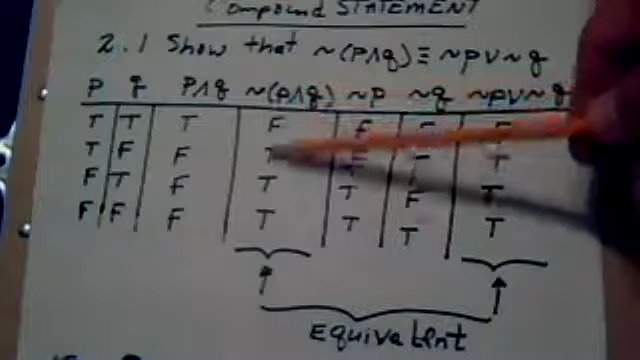 Compound STATEMENT
2.1 Show that ~(p∧q) ≡ ~p∨~q
p q p∧q ~(p∧q) ~p ~q ~p∨~q
T T T F F
T F F T F T
F T F T T F T
F F F T T T T
Equivalent